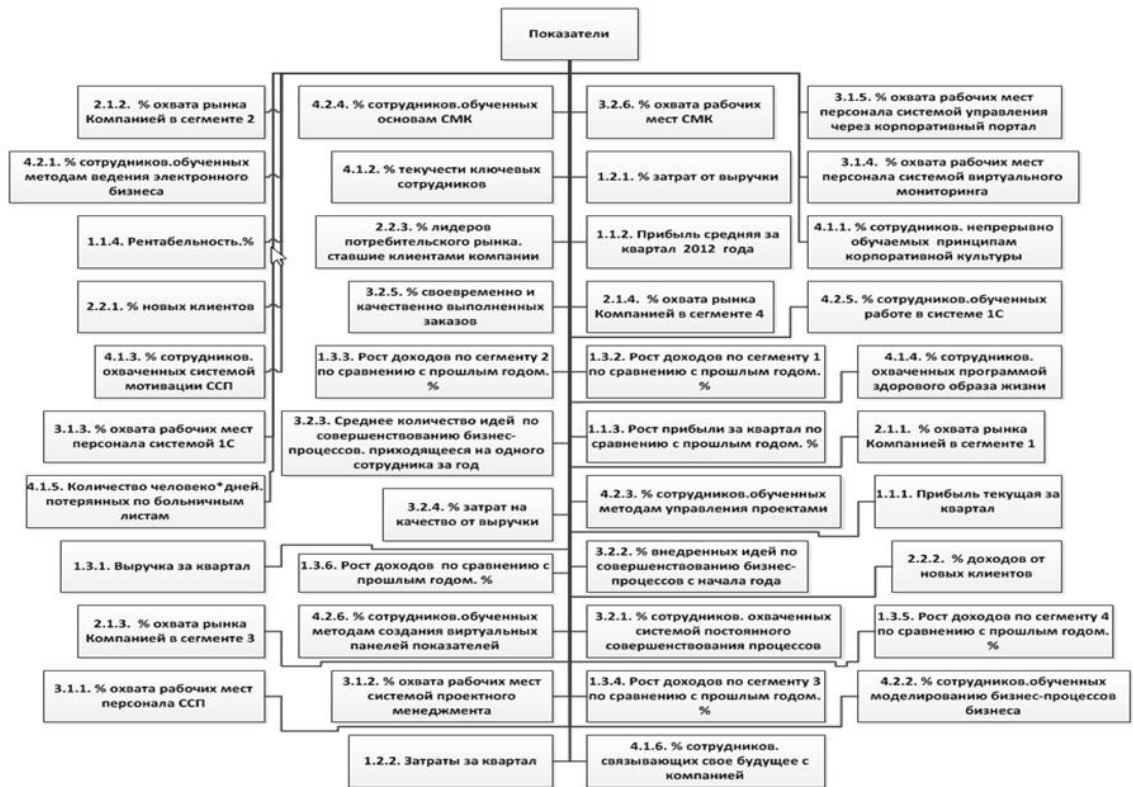 Показатели
2.1.2. % охвата рынка
Компанией в сегменте 2
4.2.4. % сотрудников.обученных
основам СМК
3.2.6. % охвата рабочих
мест СМК
3.1.5. % охвата рабочих мест
персонала системой управления
через корпоративный портал
4.2.1. % сотрудников.обученных
методам ведения электронного
бизнеса
4.1.2. % текучести ключевых
сотрудников
1.2.1. % затрат от выручки
3.1.4. % охвата рабочих мест
персонала системой виртуального
мониторинга
1.1.4. Рентабельность.%
2.2.3. % лидеров
потребительского рынка.
ставшие клиентами компании
1.1.2. Прибыль средняя за
квартал 2012 года
4.1.1. % сотрудников. непрерывно
обучаемых принципам
корпоративной культуры
2.2.1. % новых клиентов
3.2.5. % своевременно и
качественно выполненных
заказов
2.1.4. % охвата рынка
Компанией в сегменте 4
4.2.5. % сотрудников.обученных
работе в системе 1С
4.1.3. % сотрудников.
охваченных системой
мотивации ССП
1.3.3. Рост доходов по сегменту 2
по сравнению с прошлым годом.
%
1.3.2. Рост доходов по сегменту 1
по сравнению с прошлым годом.
%
4.1.4. % сотрудников.
охваченных программой
здорового образа жизни
3.1.3. % охвата рабочих мест
персонала системой 1С
3.2.3. Среднее количество идей по
совершенствованию бизнес-
процессов. приходящееся на одного
сотрудника за год
1.1.3. Рост прибыли за квартал по
сравнению с прошлым годом. %
2.1.1. % охвата рынка
Компанией в сегменте 1
4.1.5. Количество человеко*дней.
потерянных по больничным
листам
3.2.4. % затрат на
качество от выручки
4.2.3. % сотрудников.обученных
методам управления проектами
1.1.1. Прибыль текущая за
квартал
1.3.1. Выручка за квартал
1.3.6. Рост доходов по сравнению с
прошлым годом. %
3.2.2. % внедренных идей по
совершенствованию бизнес-
процессов с начала года
2.2.2. % доходов от
новых клиентов
2.1.3. % охвата рынка
Компанией в сегменте 3
4.2.6. % сотрудников.обученных
методам создания виртуальных
панелей показателей
3.2.1. % сотрудников. охваченных
системой постоянного
совершенствования процессов
1.3.5. Рост доходов по сегменту 4
по сравнению с прошлым годом.
%
3.1.1. % охвата рабочих мест
персонала ССП
3.1.2. % охвата рабочих мест
системой проектного
менеджмента
1.3.4. Рост доходов по сегменту 3
по сравнению с прошлым годом.
%
4.2.2. % сотрудников.обученных
моделированию бизнес-процессов
бизнеса
1.2.2. Затраты за квартал
4.1.6. % сотрудников.
связывающих свое будущее с
компанией